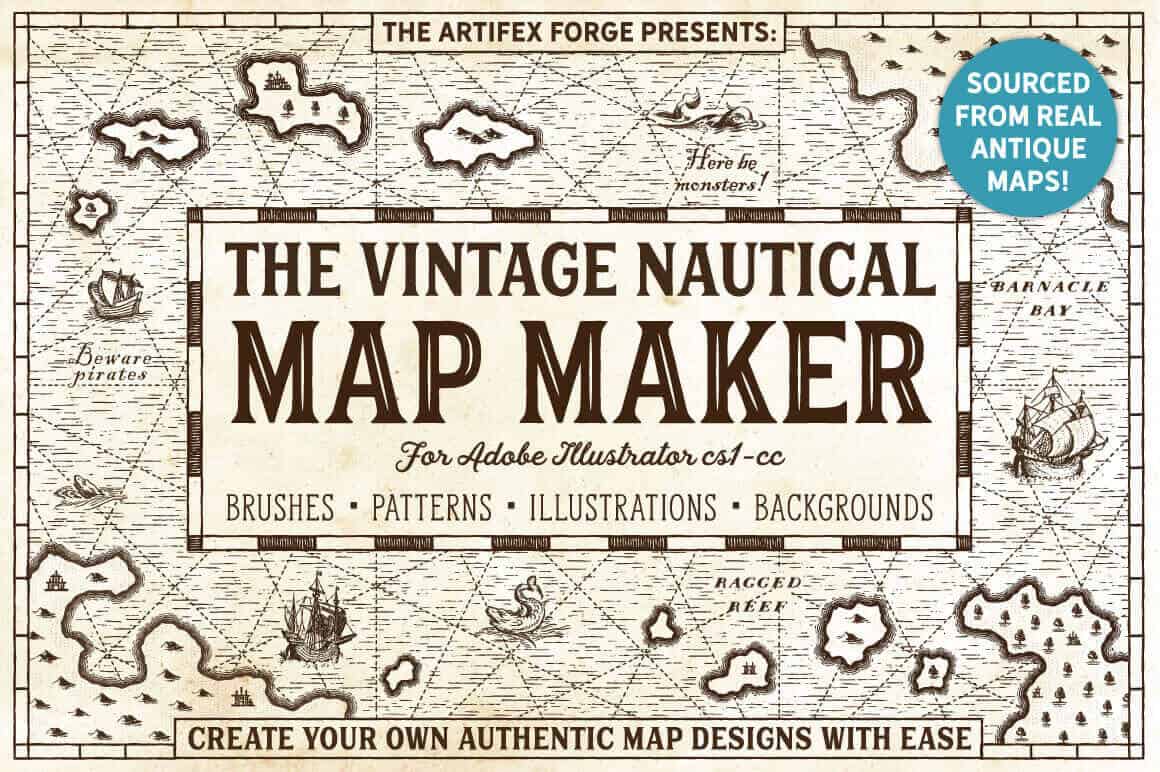 THE ARTIFEX FORGE PRESENTS:
SOURCED
FROM REAL
ANTIQUE
MAPS!
Here be
monsters!
THE VINTAGE NAUTICAL
MAP MAKER
For Adobe Illustrator cs1-cc
BRUSHES ▪ PATTERNS ▪ ILLUSTRATIONS ▪ BACKGROUNDS
BARNACLE
BAY
Beware
pirates
RAGGED
REEF
CREATE YOUR OWN AUTHENTIC MAP DESIGNS WITH EASE